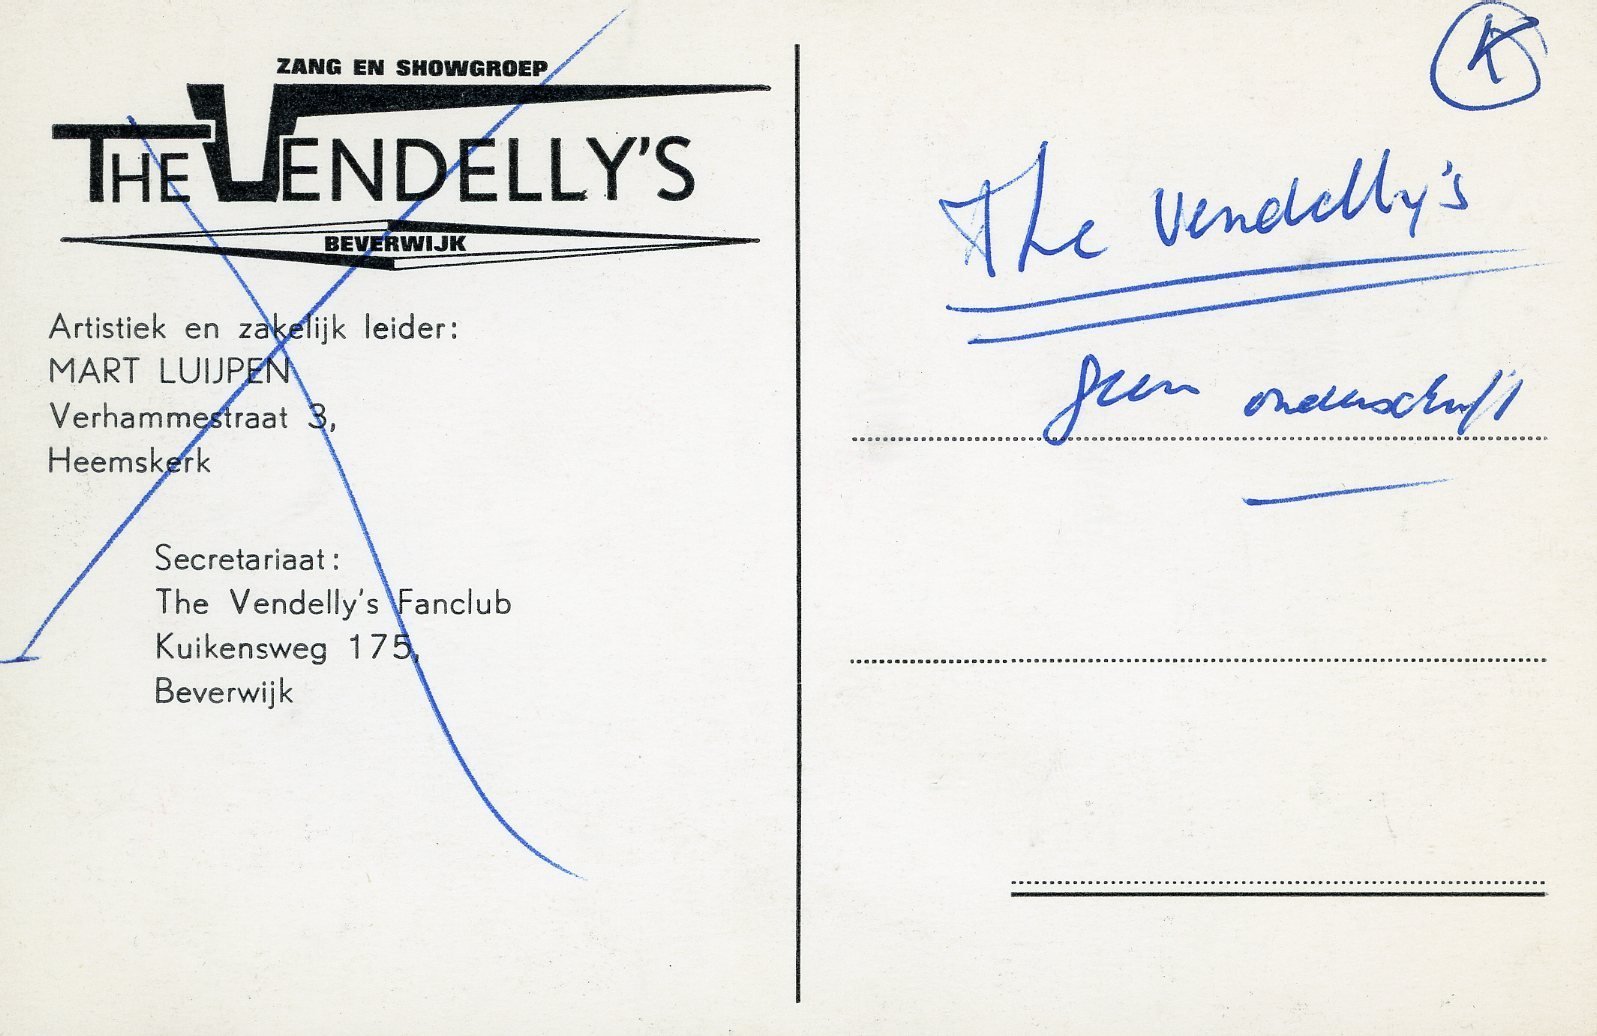 ZANG EN SHOWGROEP
THE VENDELLY'S
BEVERWIJK
Artistiek en zakelijk leider:
MART LUIJPEN
Verhammestraat 3,
Heemskerk
Secretariaat:
The Vendelly's Fanclub
Kuikensweg 175,
Beverwijk
K
The Vendelly's
geen onderschrift